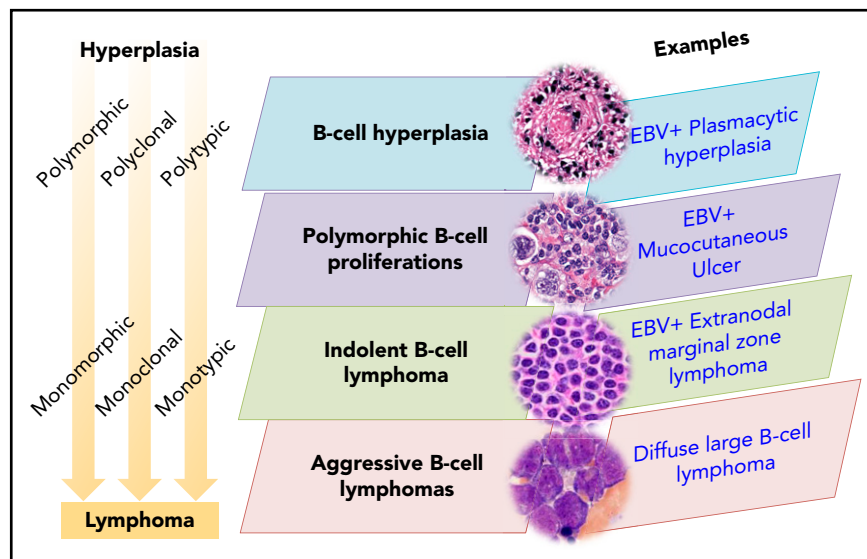 Hyperplasia
Examples
Polymorphic
Polyclonal
Polytypic
Monomorphic
Monoclonal
Monotypic
Lymphoma
B-cell hyperplasia
EBV+ Plasmacytic
hyperplasia
Polymorphic B-cell
proliferations
EBV+
Mucocutaneous
Ulcer
Indolent B-cell
lymphoma
EBV+ Extranodal
marginal zone
lymphoma
Aggressive B-cell
lymphomas
Diffuse large B-cell
lymphoma